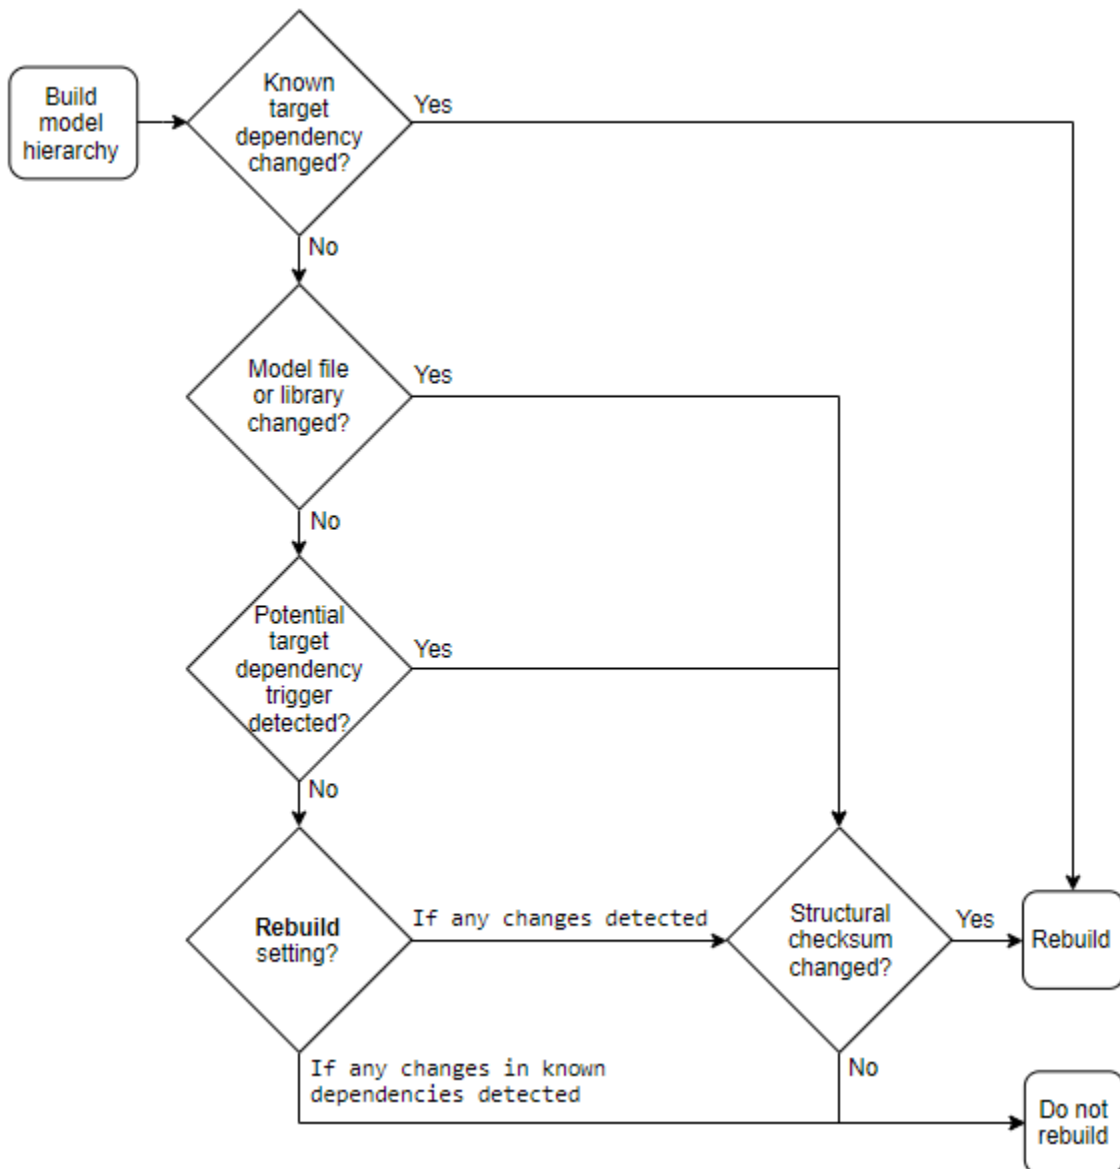 Build
model
hierarchy
Known
target
dependency
changed?
Yes
No
Model file
or library
changed?
Yes
No
Potential
target
dependency
trigger
detected?
Yes
No
Rebuild
setting?
If any changes detected
Structural
checksum
changed?
Yes
Rebuild
If any changes in known
dependencies detected
No
Do not
rebuild